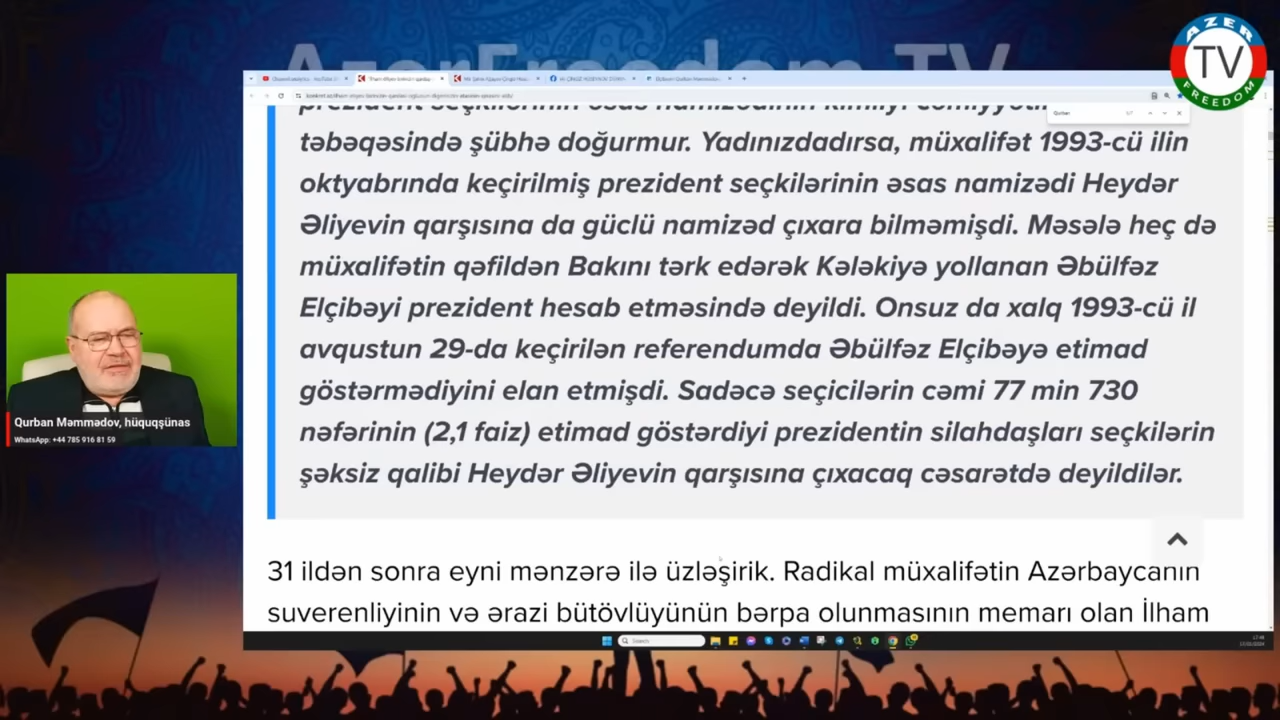 AzerFreedom TV
AZER
TV
FREEDOM
təbəqəsində şübhə doğurmur. Yadınızdadırsa, müxalifət 1993-cü ilin
oktyabrında keçirilmiş prezident seçkilərinin əsas namizədi Heydər
Əliyevin qarşısına da güclü namizəd çıxara bilməmişdi. Məsələ heç də
müxalifətin qəfildən Bakını tərk edərək Kələkiyə yollanan Əbülfəz
Elçibəyi prezident hesab etməsində deyildi. Onsuz da xalq 1993-cü il
avqustun 29-da keçirilən referendumda Əbülfəz Elçibəyə etimad
göstərmədiyini elan etmişdi. Sadəcə seçicilərin cəmi 77 min 730
nəfərinin (2,1 faiz) etimad göstərdiyi prezidentin silahdaşları seçkilərin
şəksiz qalibi Heydər Əliyevin qarşısına çıxacaq cəsarətdə deyildilər.
31 ildən sonra eyni mənzərə ilə üzləşirik. Radikal müxalifətin Azərbaycanın
suverenliyinin və ərazi bütövlüyünün bərpa olunmasının memarı olan İlham
Qurban Məmmədov, hüquqşünas
WhatsApp: +44 785 916 81 59
Search